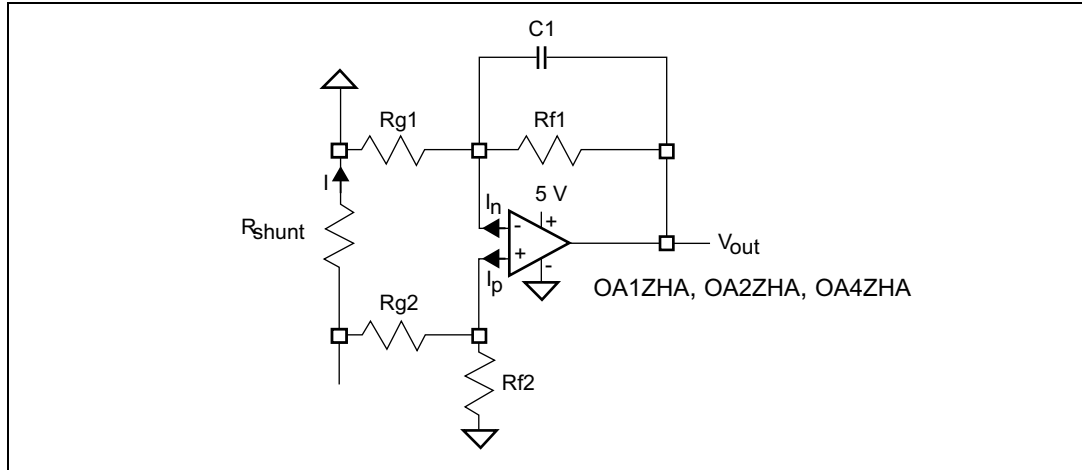 C1
Rg1
Rf1
I
5 V
In
-
+
Rshunt
+
-
Vout
Ip
OA1ZHA, OA2ZHA, OA4ZHA
Rg2
Rf2